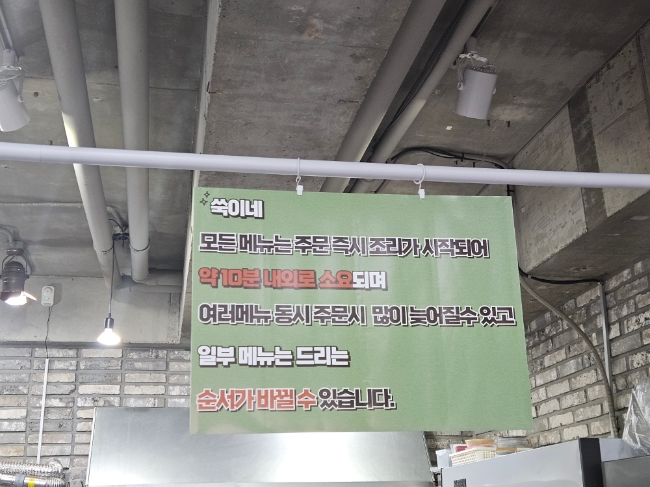 쑥이네
모든 메뉴는 주문 즉시 조리가 시작되어
약 10분 내외로 소요되며
여러메뉴 동시 주문시 많이 늦어질수 있고
일부 메뉴는 드리는
순서가 바뀔 수 있습니다.